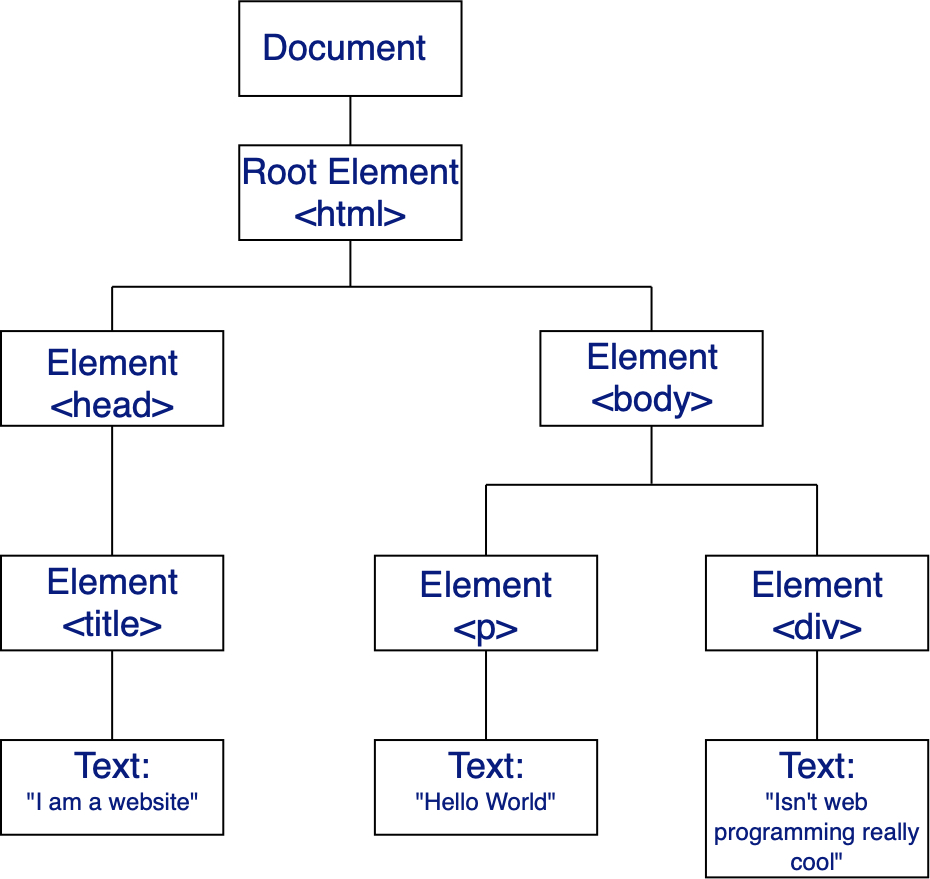 Document
Root Element
<html>
Element
<head>
Element
<body>
Element
<title>
Element
<p>
Element
<div>
Text:
"I am a website"
Text:
"Hello World"
Text:
"Isn't web
programming really
cool"